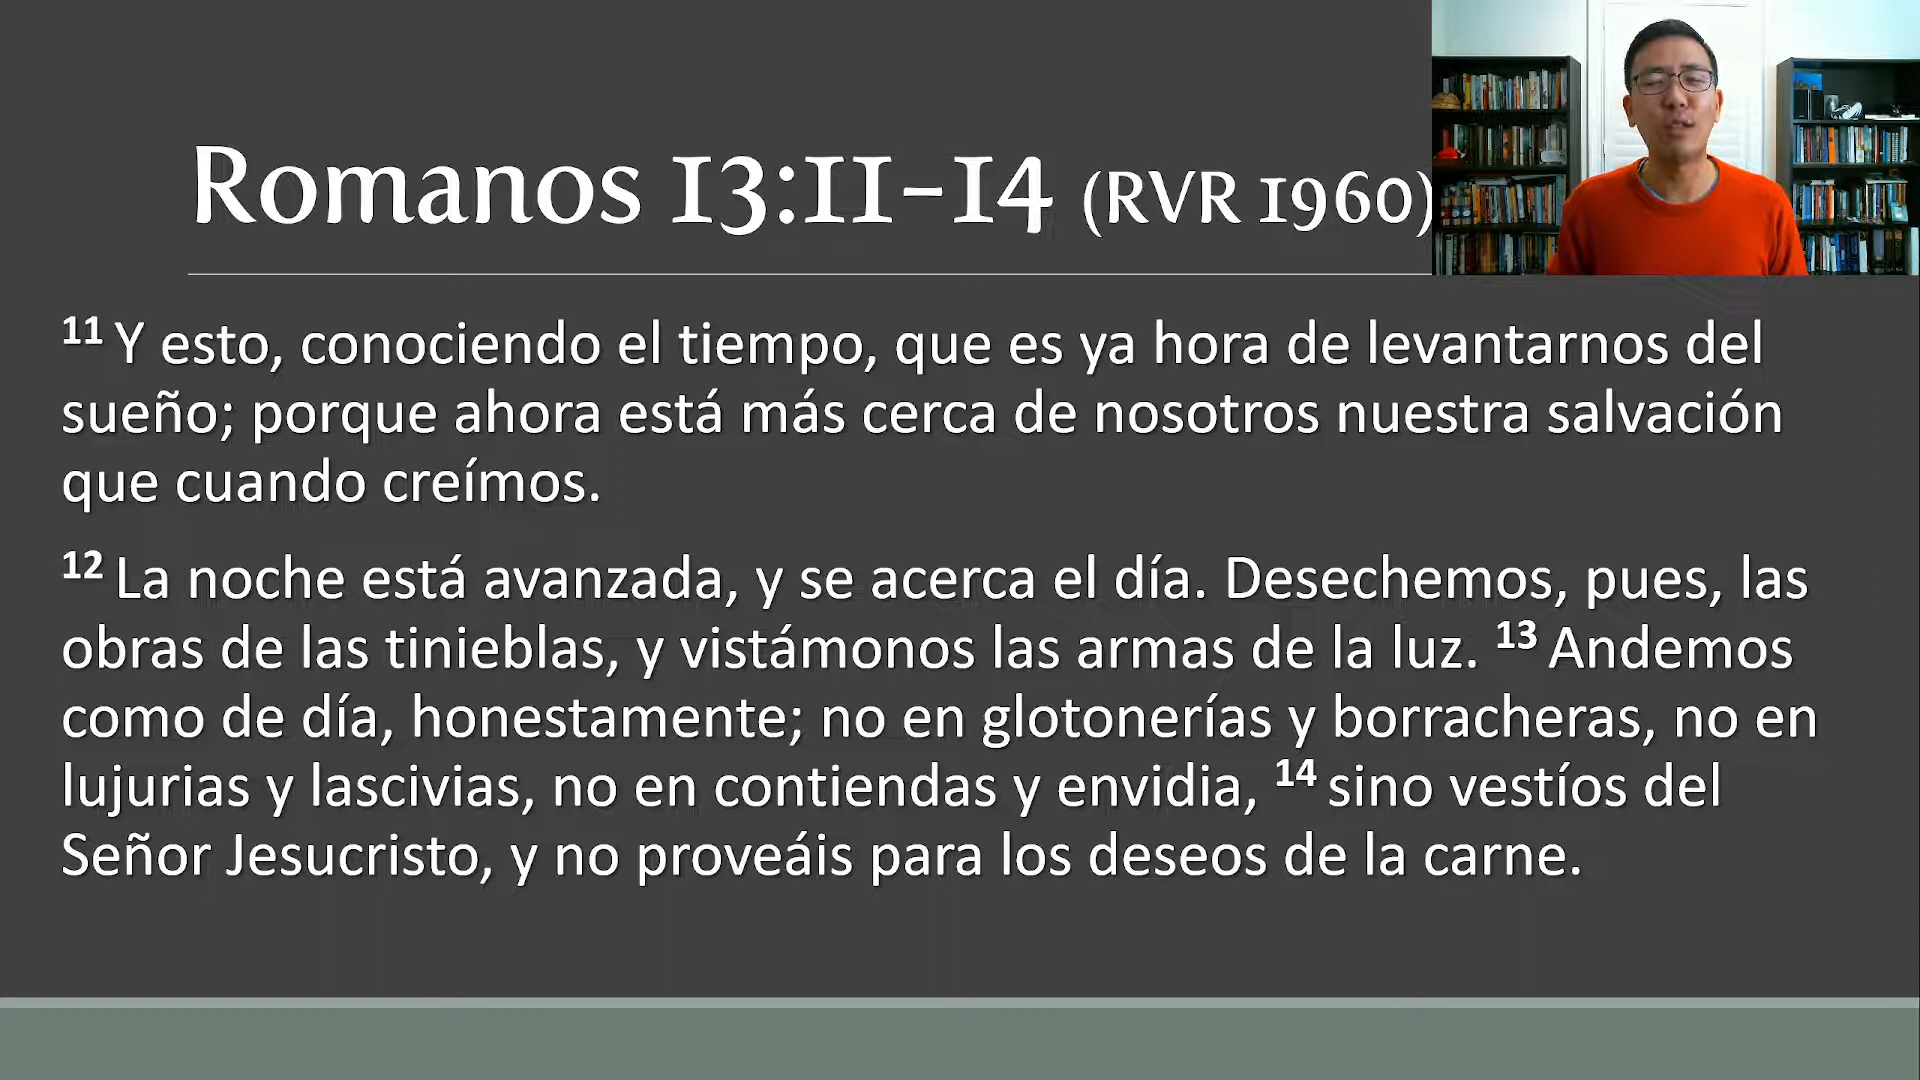 Romanos 13:11-14 (RVR 1960)
11 Y esto, conociendo el tiempo, que es ya hora de levantarnos del
sueño; porque ahora está más cerca de nosotros nuestra salvación
que cuando creímos.
12 La noche está avanzada, y se acerca el día. Desechemos, pues, las
obras de las tinieblas, y vistámonos las armas de la luz. 13 Andemos
como de día, honestamente; no en glotonerías y borracheras, no en
lujurias y lascivias, no en contiendas y envidia, 14 sino vestíos del
Señor Jesucristo, y no proveáis para los deseos de la carne.